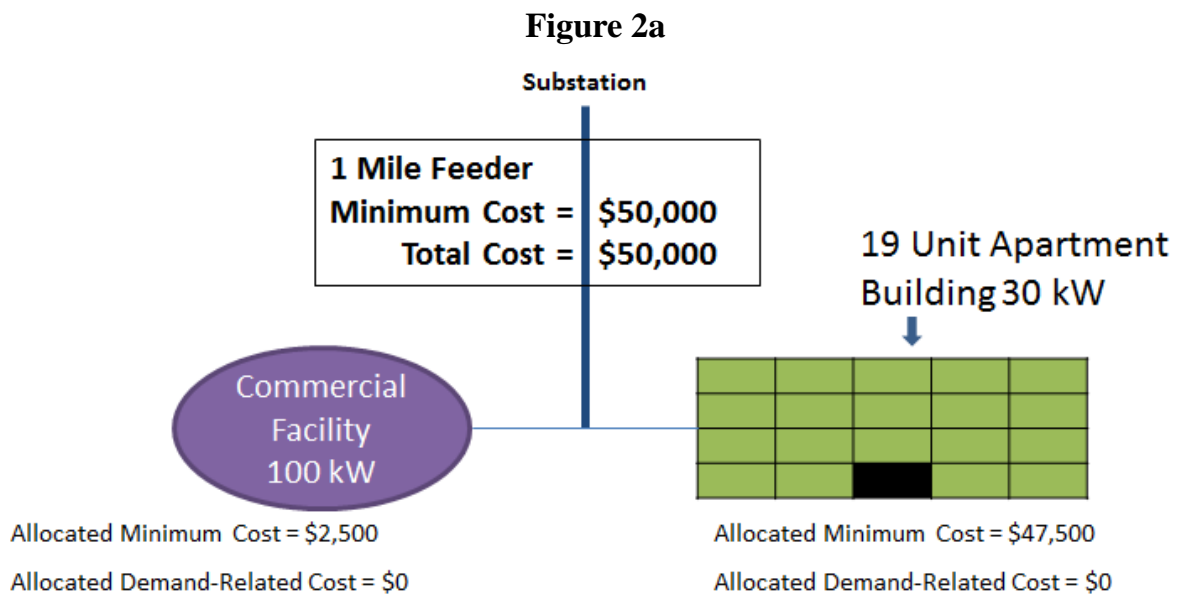 Figure 2a
Substation
1 Mile Feeder
Minimum Cost = $50,000
Total Cost = $50,000
19 Unit Apartment
Building 30 kW
Commercial
Facility
100 kW
Allocated Minimum Cost = $2,500
Allocated Demand-Related Cost = $0
Allocated Minimum Cost = $47,500
Allocated Demand-Related Cost = $0